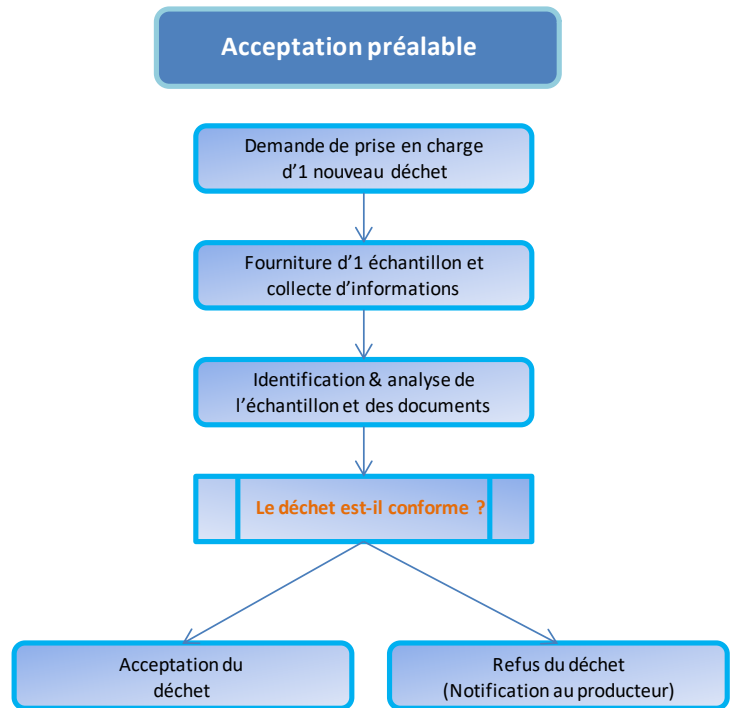 Acceptation préalable
Demande de prise en charge
d’1 nouveau déchet
Fourniture d’1 échantillon et
collecte d’informations
Identification & analyse de
l’échantillon et des documents
Le déchet est-il conforme ?
Acceptation du
déchet
Refus du déchet
(Notification au producteur)